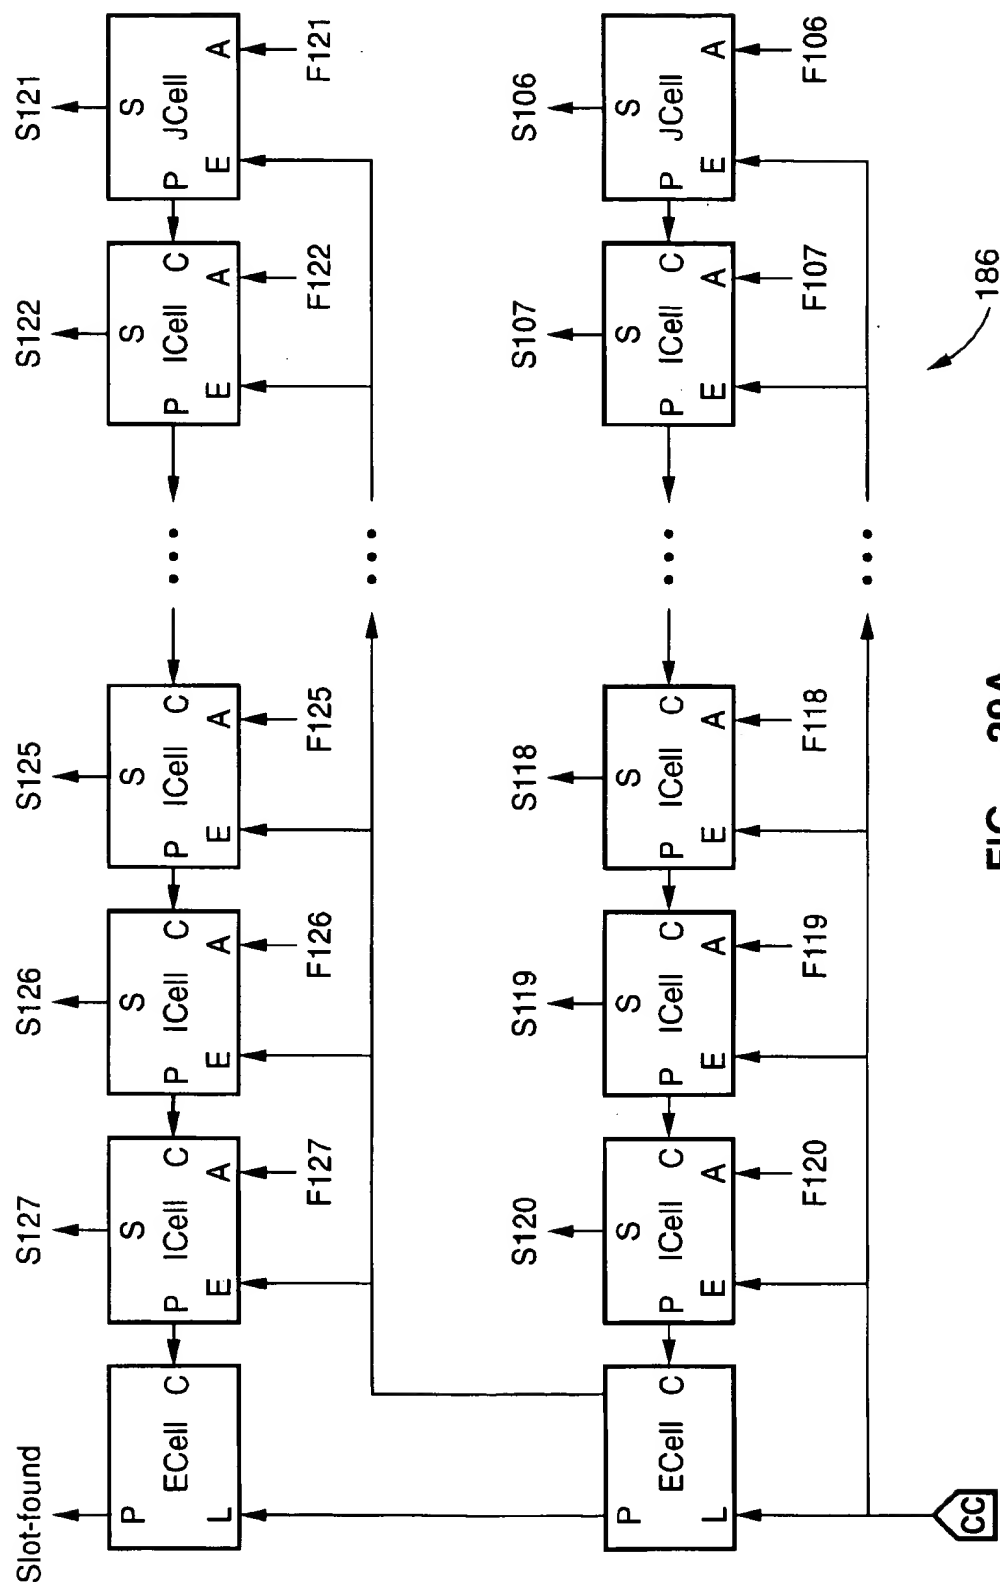 Slot-found S127 S126 S125 S122 S121
P S S S S S
ECell ICell ICell ICell ICell JCell
C P C P C P C P C P
L E A E A E A E A E A
F127 F126 F125 F122 F121
S120 S119 S118 S107 S106
P S S S S S
ECell ICell ICell ICell ICell JCell
C P C P C P C P C P
L E A E A E A E A E A
F120 F119 F118 F107 F106
CC
186